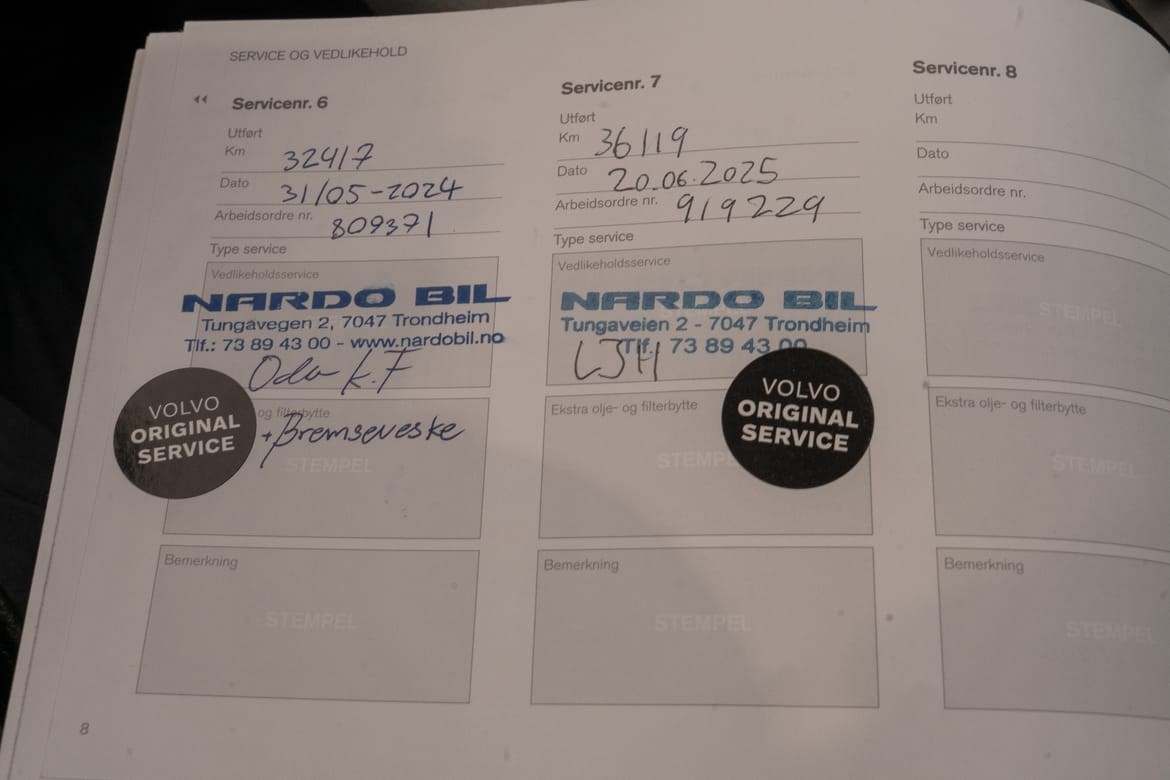 SERVICE OG VEDLIKEHOLD
Servicenr. 6
Utført
Km 32417
Dato 31/05-2024
Arbeidsordre nr. 809371
Type service
Vedlikeholdsservice
NARDO BIL
Tungavegen 2, 7047 Trondheim
Tlf.: 73 89 43 00 - www.nardobil.no
Oda K.F
VOLVO
ORIGINAL
SERVICE
og filterbytte
+Bremseveske
STEMPEL
Bemerkning
STEMPEL
8
Servicenr. 7
Utført
Km 36119
Dato 20.06.2025
Arbeidsordre nr. 919229
Type service
Vedlikeholdsservice
NARDO BIL
Tungaveien 2 - 7047 Trondheim
Tlf. 73 89 43 00
LJH
Ekstra olje- og filterbytte
VOLVO
ORIGINAL
SERVICE
STEMP
Bemerkning
STEMPEL
Servicenr. 8
Utført
Km
Dato
Arbeidsordre nr.
Type service
Vedlikeholdsservice
STEMPEL
Ekstra olje- og filterbytte
STEMPEL
Bemerkning
STEMPEL